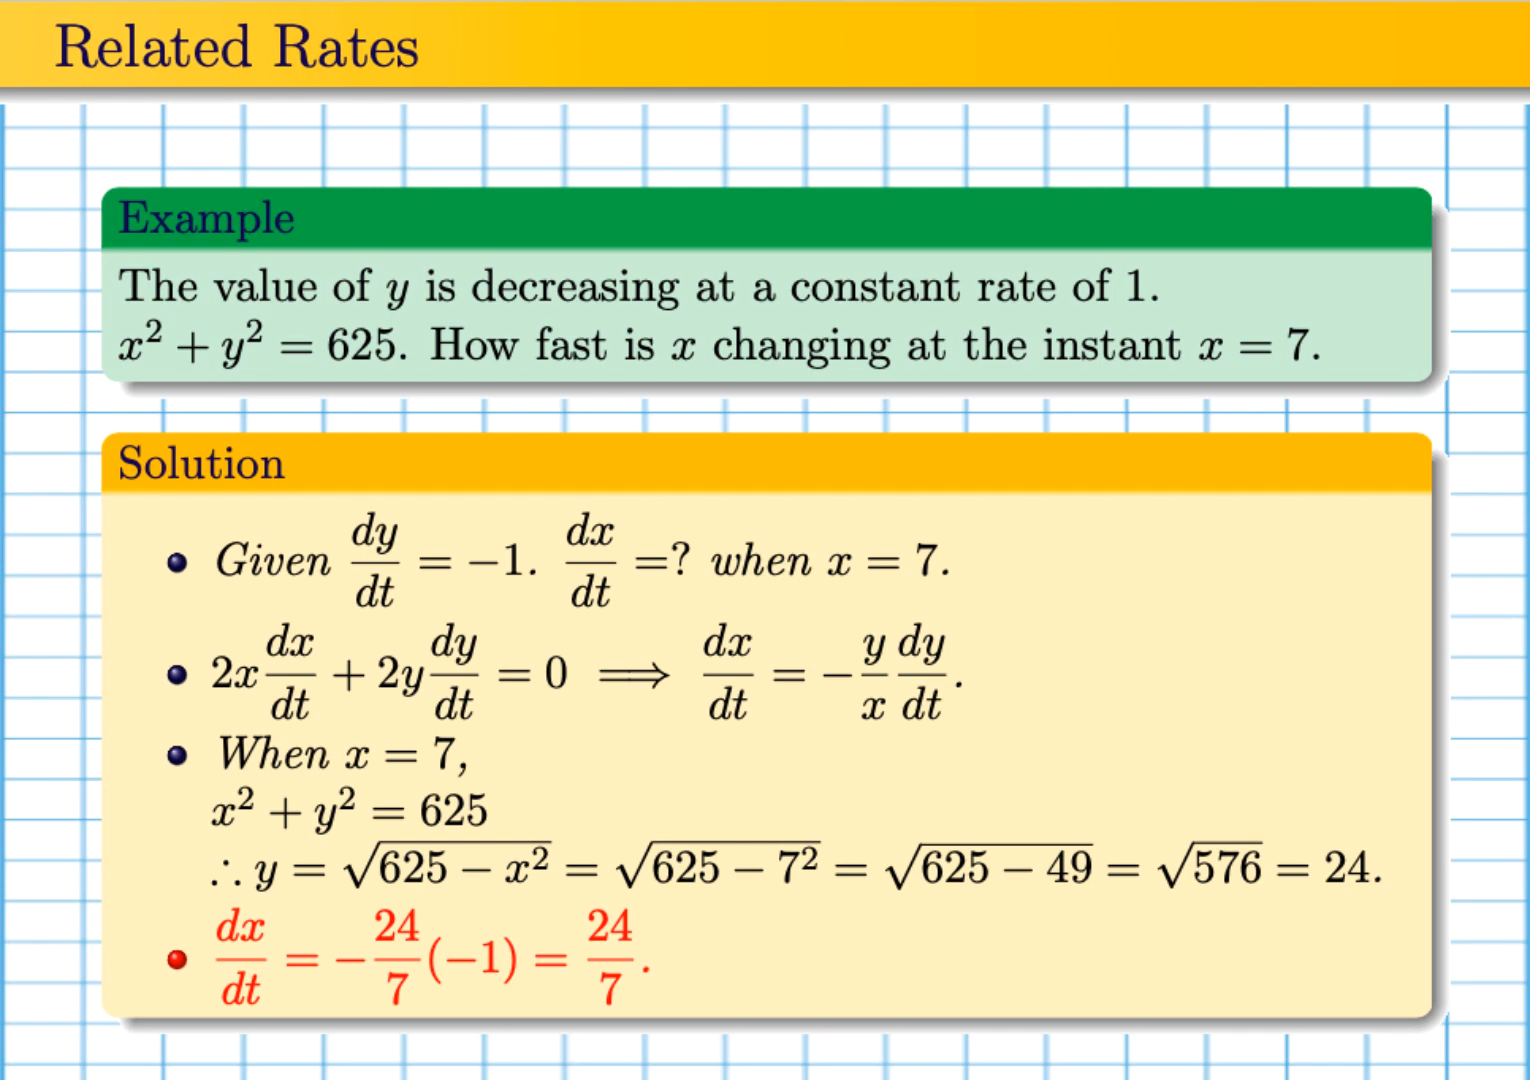 Related Rates
Example
The value of y is decreasing at a constant rate of 1.
x² + y² = 625. How fast is x changing at the instant x = 7.
Solution
• Given dy/dt = −1. dx/dt =? when x = 7.
• 2x dx/dt + 2y dy/dt = 0 ⟹ dx/dt = − y/x dy/dt.
• When x = 7,
x² + y² = 625
∴ y = √(625 − x²) = √(625 − 7²) = √(625 − 49) = √576 = 24.
• dx/dt = − 24/7 (−1) = 24/7.